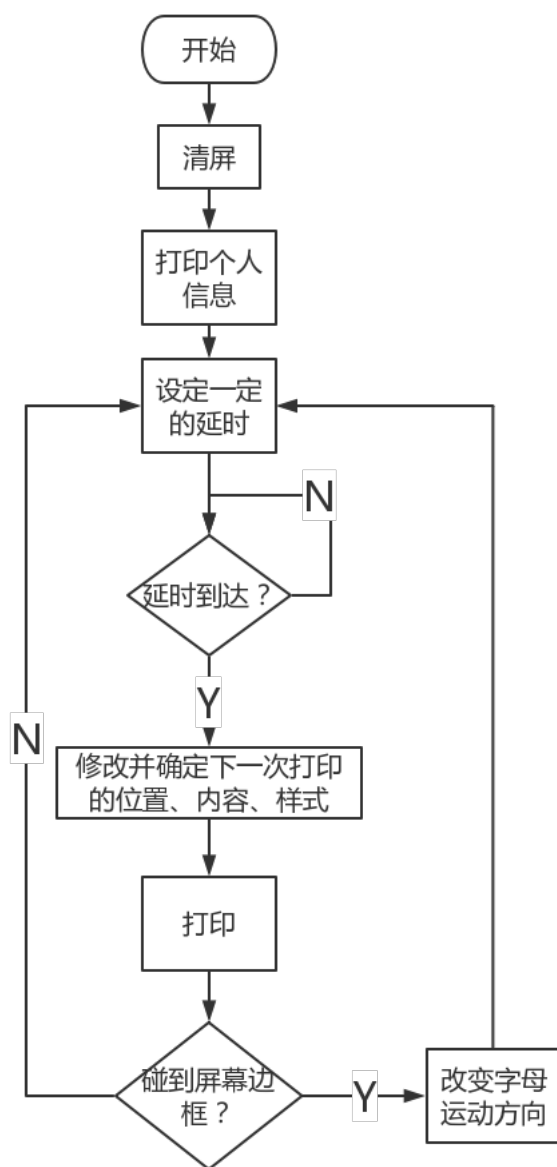 开始
清屏
打印个人
信息
设定一定
的延时
N
延时到达？
Y
N
修改并确定下一次打印
的位置、内容、样式
打印
碰到屏幕边
框？
Y
改变字母
运动方向